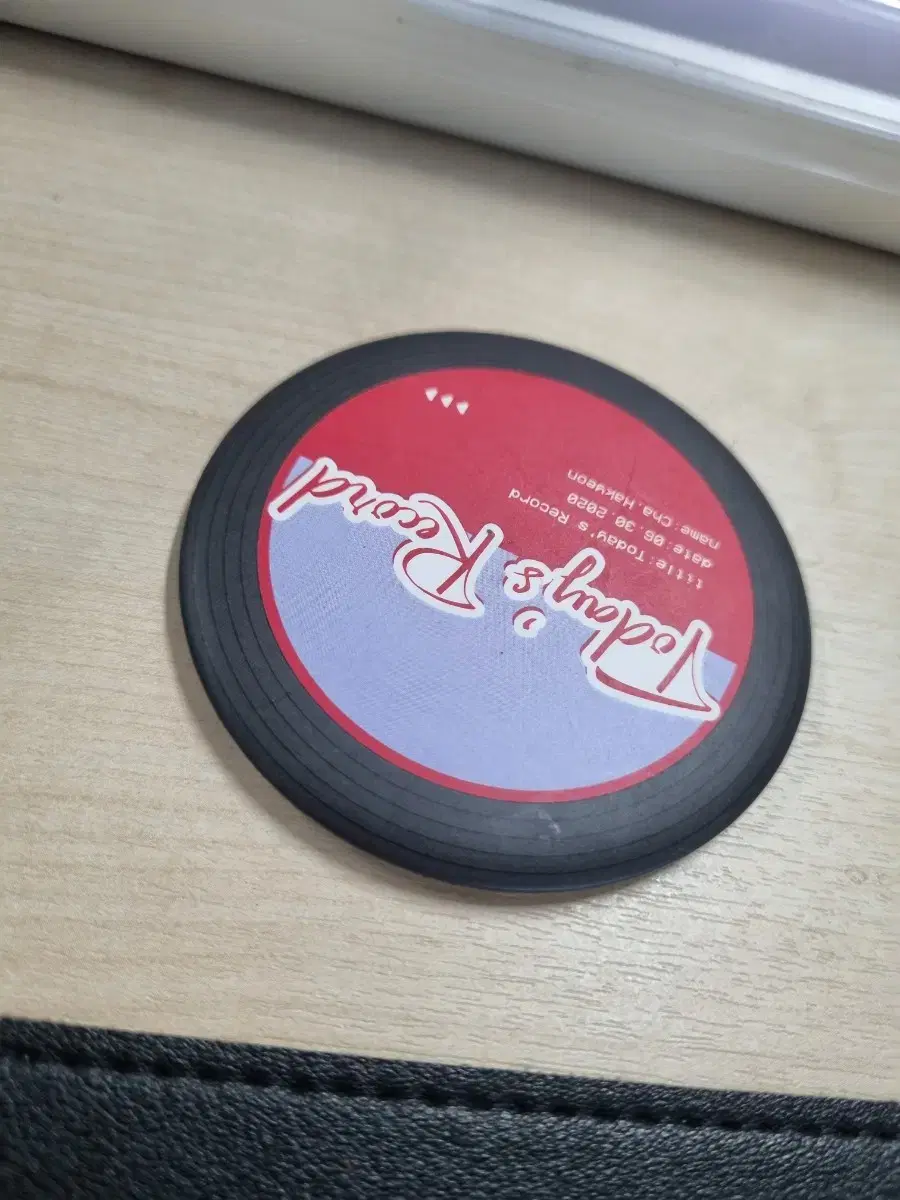 Today's Record
title:Today's Record
date:06.30.2020
name:Cha.Hakyeon